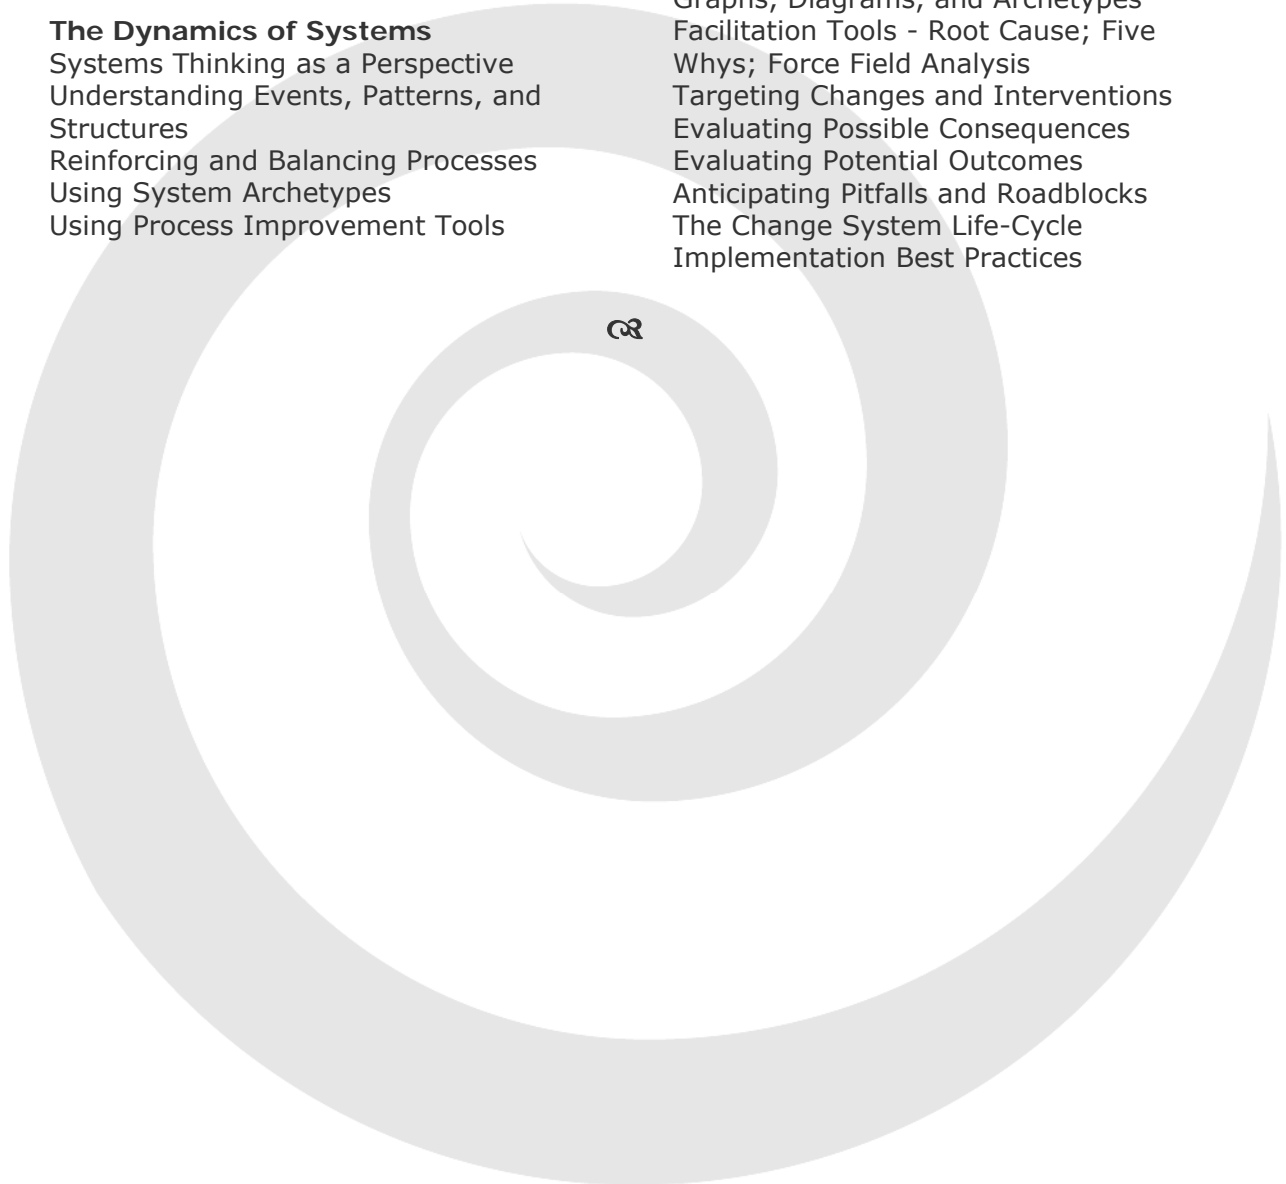 The Dynamics of Systems
Systems Thinking as a Perspective
Understanding Events, Patterns, and
Structures
Reinforcing and Balancing Processes
Using System Archetypes
Using Process Improvement Tools
Graphs, Diagrams, and Archetypes
Facilitation Tools - Root Cause; Five
Whys; Force Field Analysis
Targeting Changes and Interventions
Evaluating Possible Consequences
Evaluating Potential Outcomes
Anticipating Pitfalls and Roadblocks
The Change System Life-Cycle
Implementation Best Practices